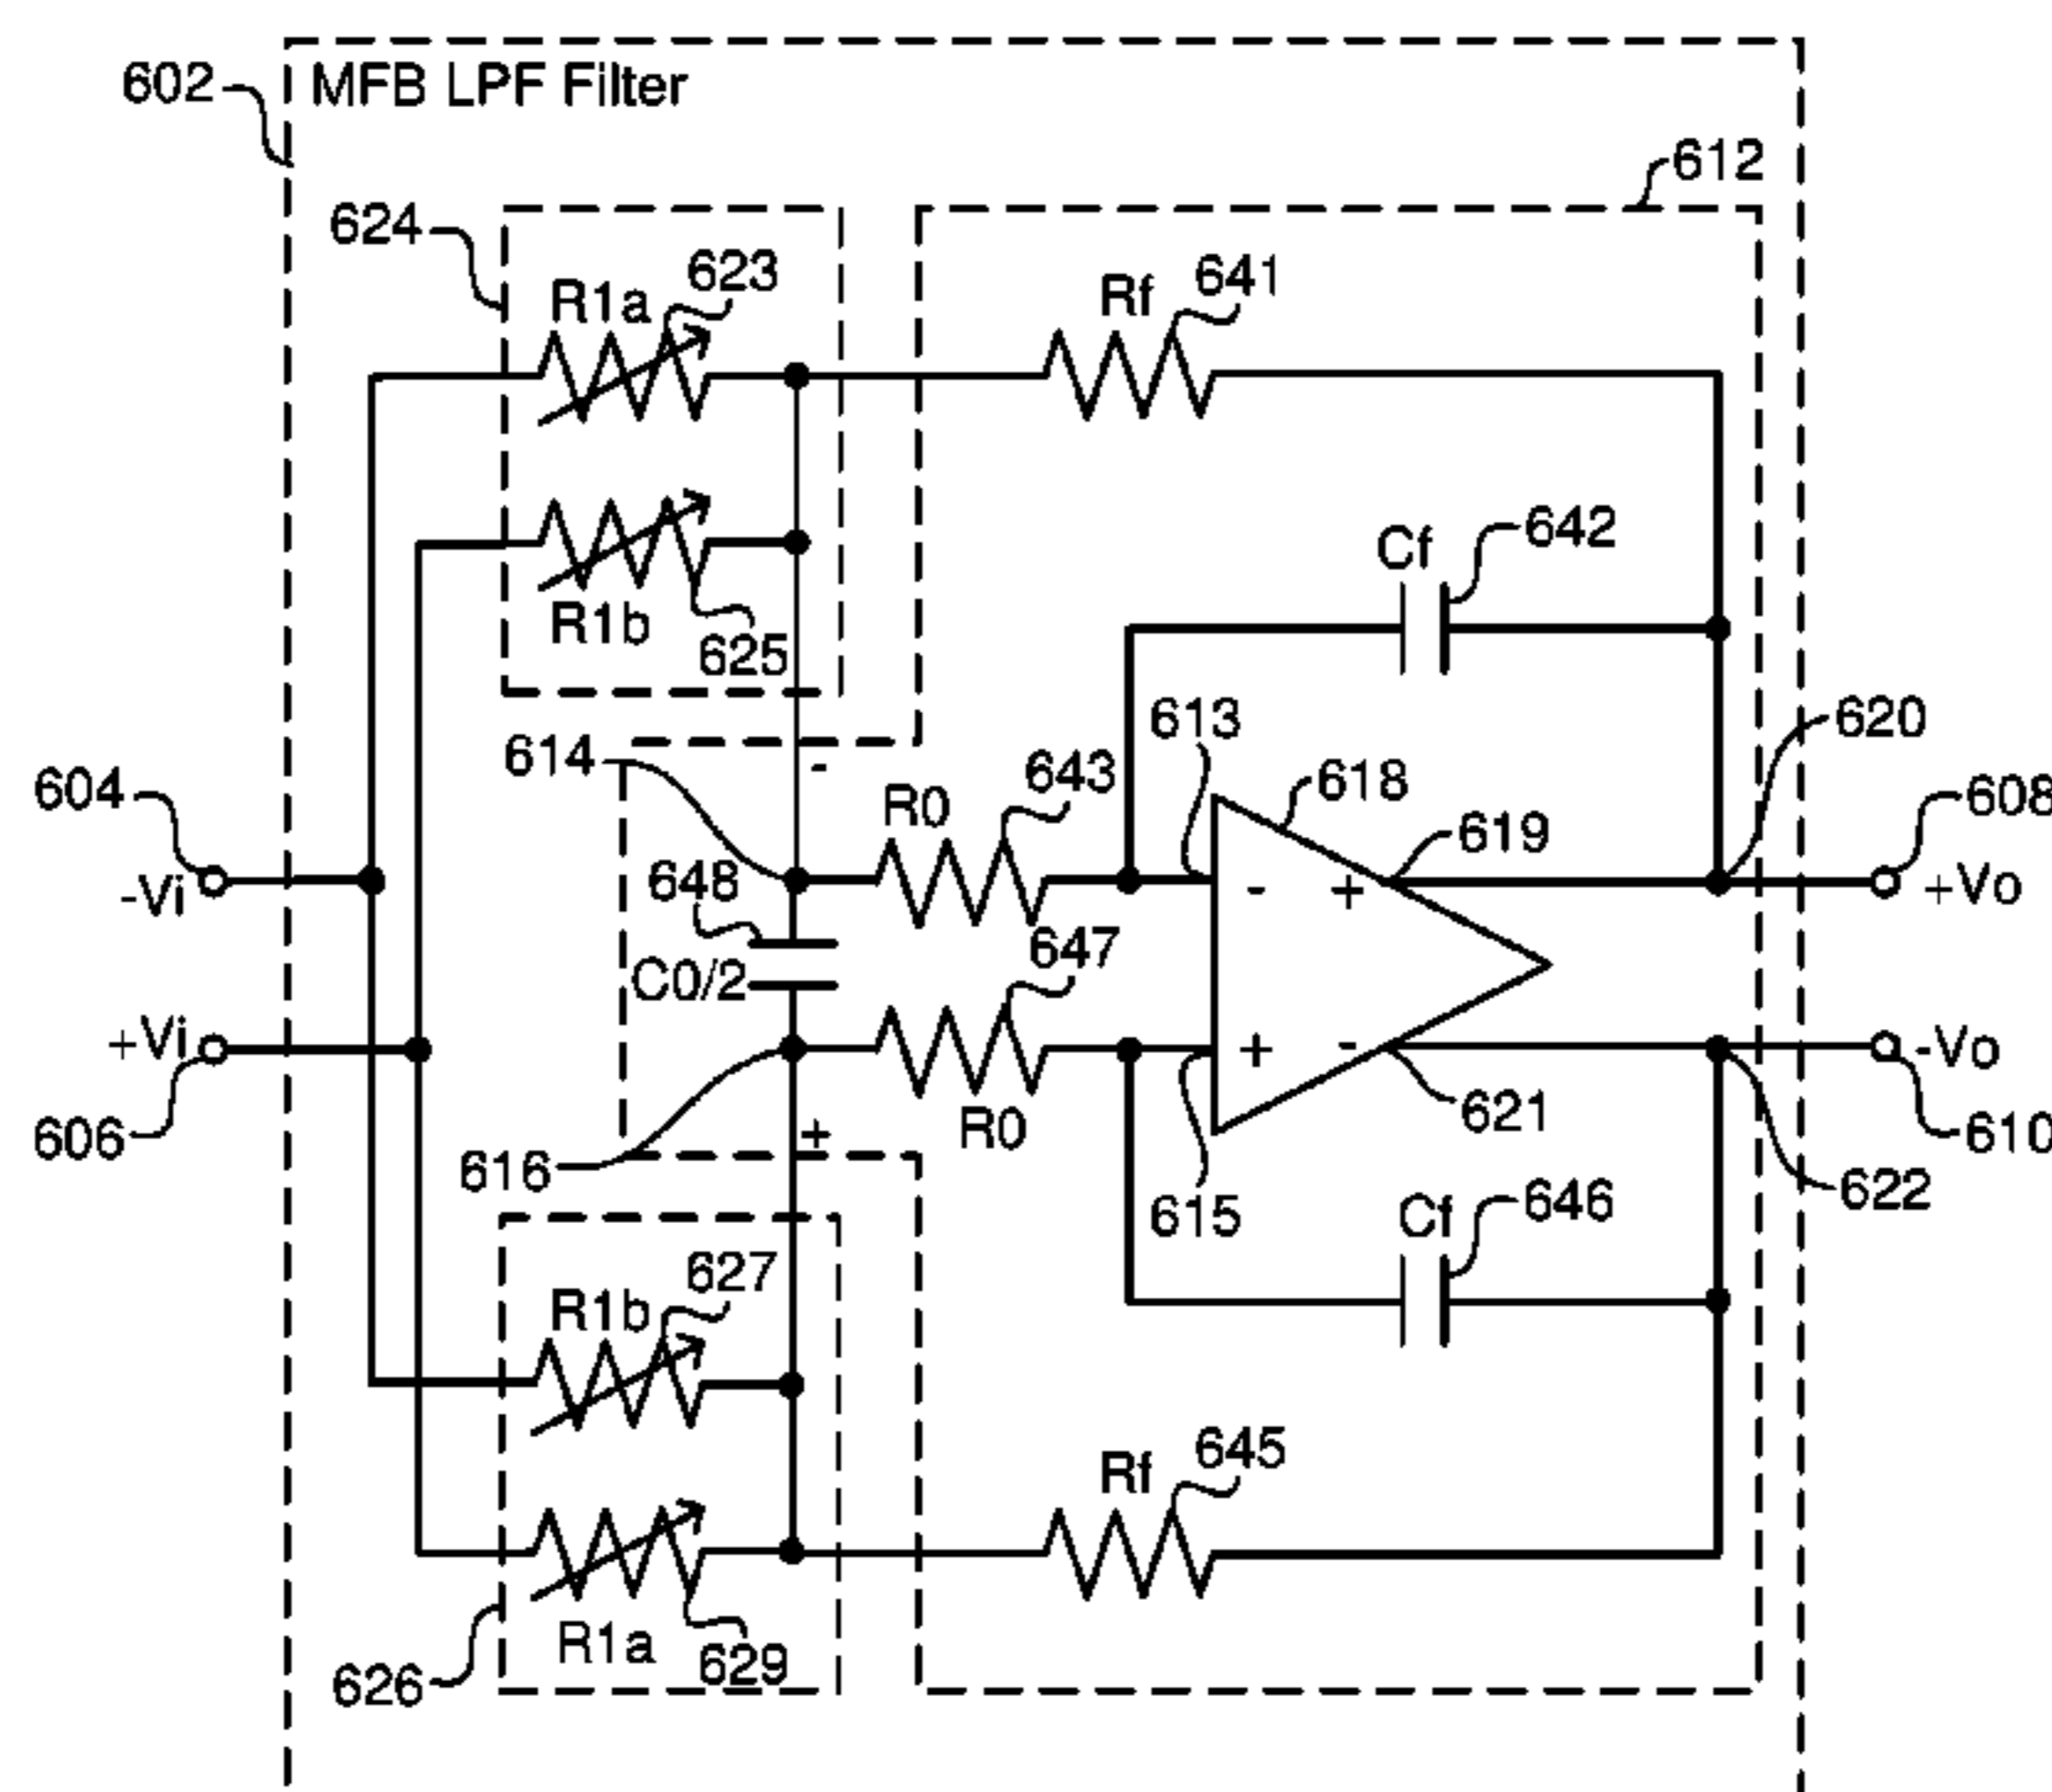 602
MFB LPF Filter
612
624
R1a
623
Rf
641
R1b
625
Cf
642
614
-
613
643
R0
618
620
604
-Vi
648
619
608
- +
+Vo
C0/2
647
606
+Vi
+ -
-Vo
R0
621
610
616
+
615
622
Cf
646
R1b
627
Rf
645
R1a
629
626